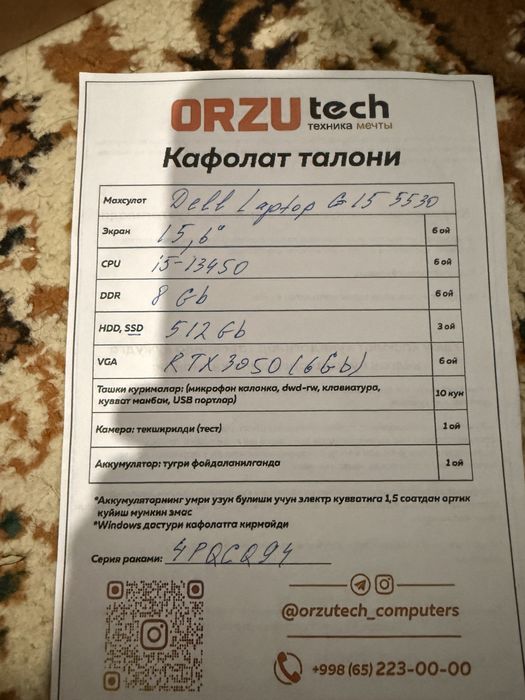 ORZU tech
техника мечты
Кафолат талони
Махсулот Dell Laptop G15 5530
Экран 15,6" 6 ой
CPU i5-13450 6 ой
DDR 8 Gb 6 ой
HDD, SSD 512 Gb 3 ой
VGA RTX3050 (6Gb) 6 ой
Ташки курималар: (микрофон калонка, dwd-rw, клавиатура,
кувват манбаи, USB портлар) 10 кун
Камера: текширилди (тест) 1 ой
Аккумулятор: тугри фойдаланилганда 1 ой
*Аккумуляторнинг умри узун булиши учун электр кувватига 1,5 соатдан ортик
куйиш мумкин эмас
*Windows дастури кафолатга кирмайди
Серия раками: 4PQCQ94
@orzutech_computers
+998 (65) 223-00-00